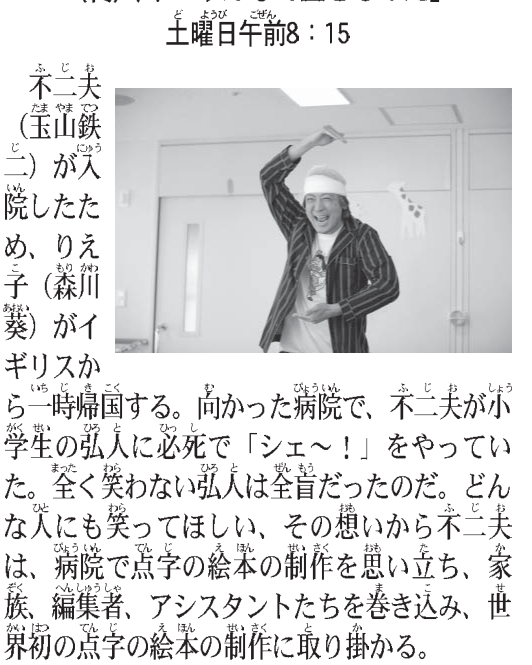 土曜日午前8：15
不二夫
（玉山鉄
二）が入
院したた
め、りえ
子（森川
葵）がイ
ギリスか
ら一時帰国する。向かった病院で、不二夫が小
学生の弘人に必死で「シェ〜！」をやってい
た。全く笑わない弘人は全盲だったのだ。どん
な人にも笑ってほしい、その想いから不二夫
は、病院で点字の絵本の制作を思い立ち、家
族、編集者、アシスタントたちを巻き込み、世
界初の点字の絵本の制作に取り掛かる。